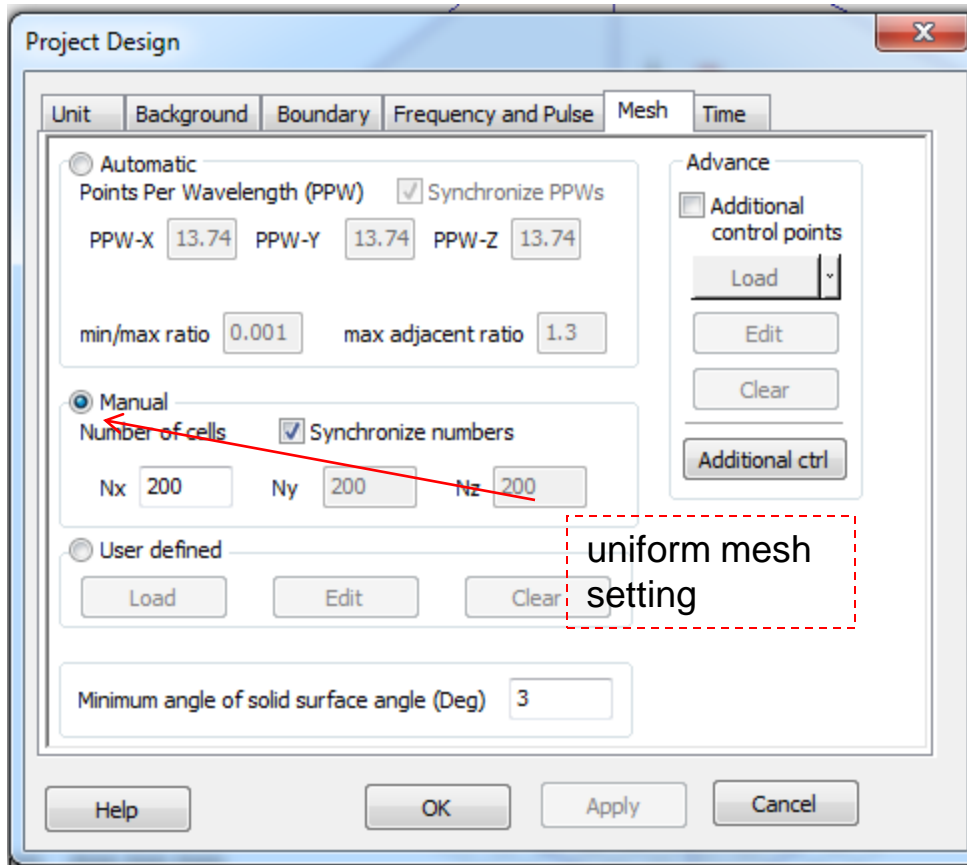 Project Design
Unit Background Boundary Frequency and Pulse Mesh Time
Automatic
Points Per Wavelength (PPW) Synchronize PPWs
PPW-X 13.74 PPW-Y 13.74 PPW-Z 13.74
min/max ratio 0.001 max adjacent ratio 1.3
Manual
Number of cells Synchronize numbers
Nx 200 Ny 200 Nz 200
User defined
Load Edit Clear
Minimum angle of solid surface angle (Deg) 3
Advance
Additional
control points
Load
Edit
Clear
Additional ctrl
uniform mesh
setting
Help OK Apply Cancel